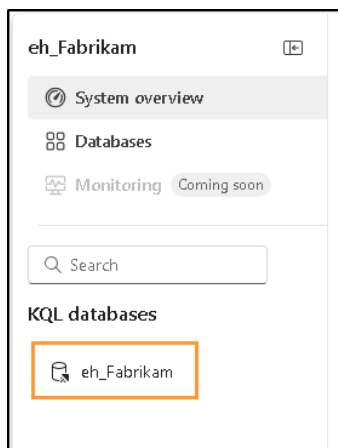 eh_Fabrikam
System overview
Databases
Monitoring Coming soon
Search
KQL databases
eh_Fabrikam